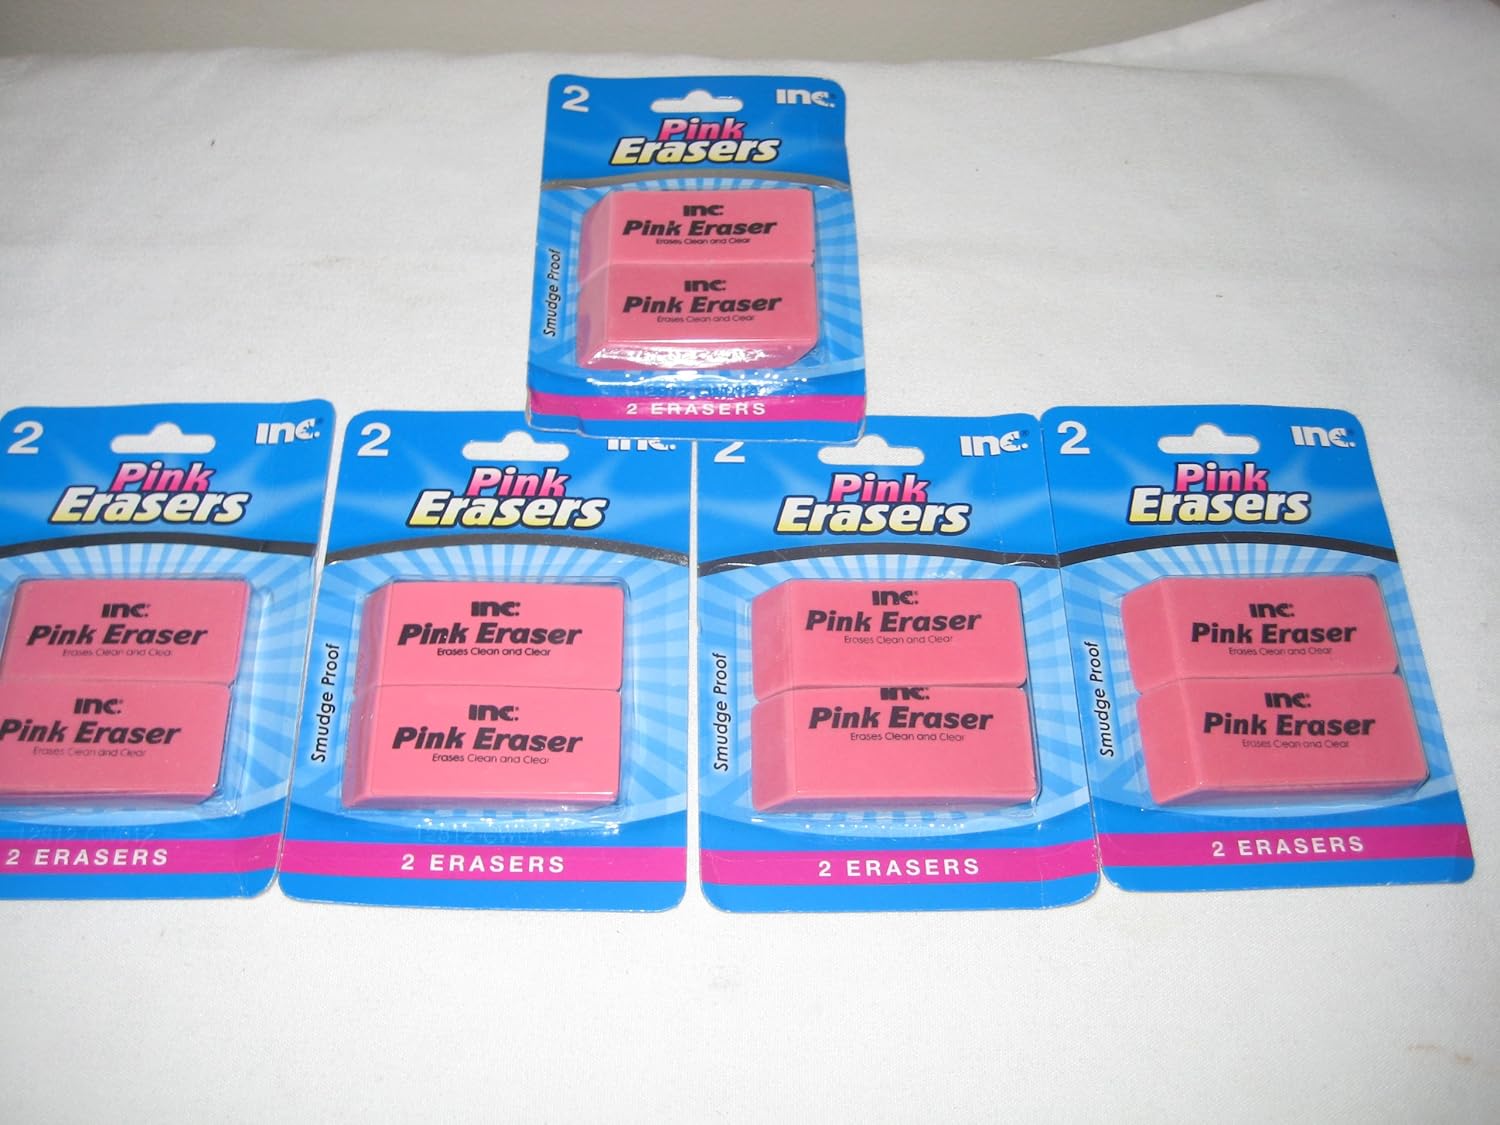 2 inc.
Pink
Erasers
inc.
Pink Eraser
Erases Clean and Clear
inc.
Pink Eraser
Erases Clean and Clear
Smudge Proof
2 ERASERS
2 inc.
Pink
Erasers
inc.
Pink Eraser
Erases Clean and Clear
inc.
Pink Eraser
Erases Clean and Clear
2 ERASERS
2 inc.
Pink
Erasers
inc.
Pink Eraser
Erases Clean and Clear
inc.
Pink Eraser
Erases Clean and Clear
Smudge Proof
2 ERASERS
2 inc.
Pink
Erasers
inc.
Pink Eraser
Erases Clean and Clear
inc.
Pink Eraser
Erases Clean and Clear
Smudge Proof
2 ERASERS
2 inc.
Pink
Erasers
inc.
Pink Eraser
Erases Clean and Clear
inc.
Pink Eraser
Erases Clean and Clear
Smudge Proof
2 ERASERS